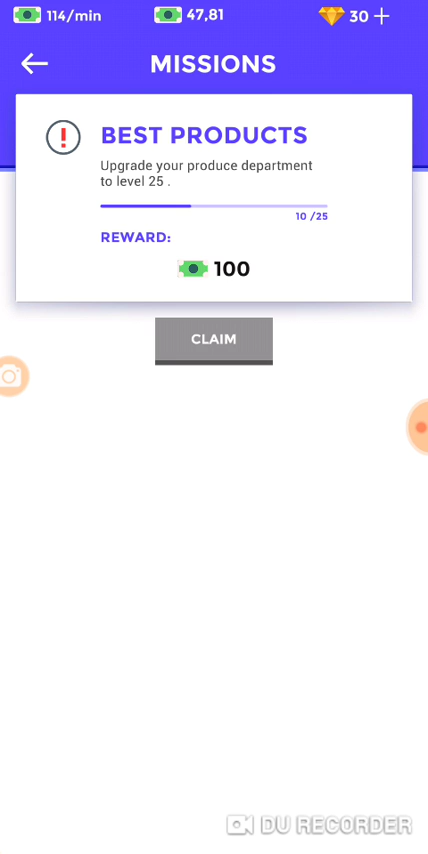 114/min
47,81
30 +
MISSIONS
!
BEST PRODUCTS
Upgrade your produce department
to level 25 .
10 /25
REWARD:
100
CLAIM
DU RECORDER